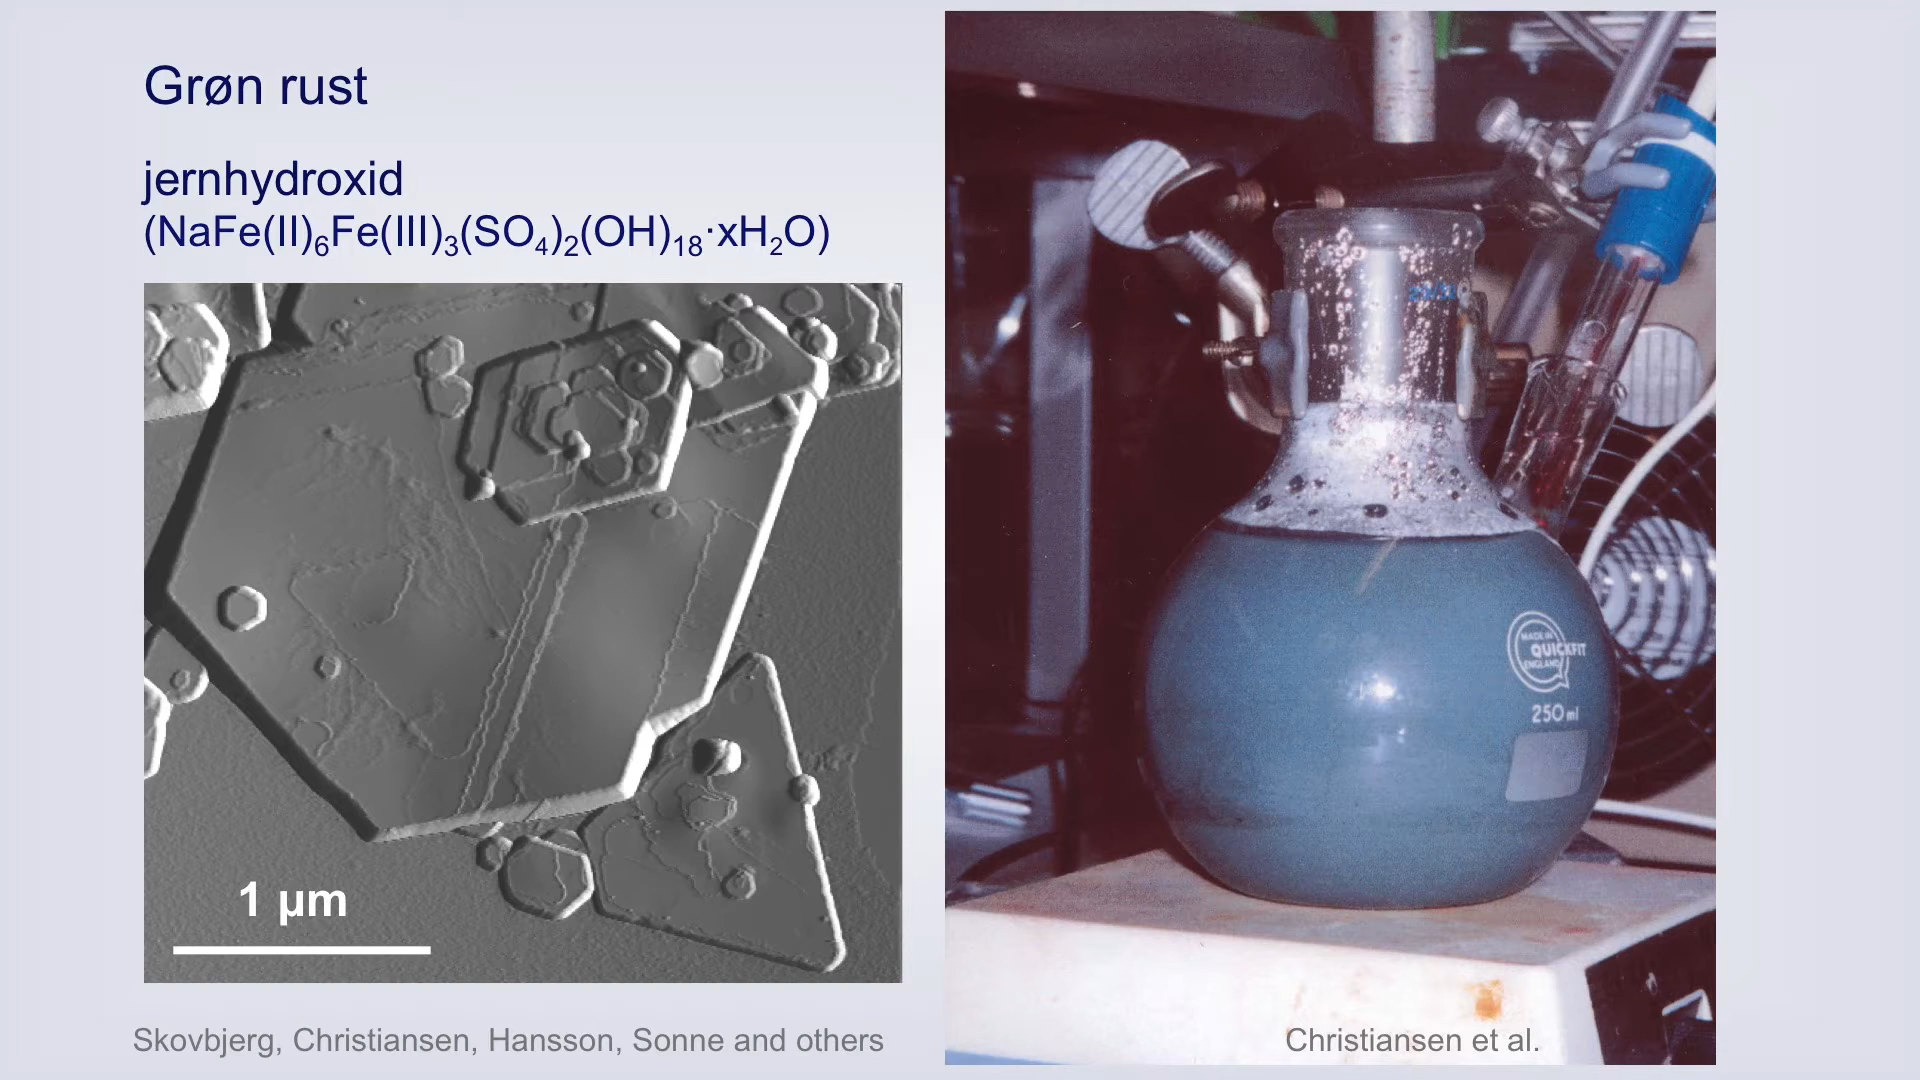 Grøn rust
jernhydroxid
(NaFe(II)₆Fe(III)₃(SO₄)₂(OH)₁₈·xH₂O)
1 µm
MADE IN
QUICKFIT
ENGLAND
250 ml
Skovbjerg, Christiansen, Hansson, Sonne and others
Christiansen et al.